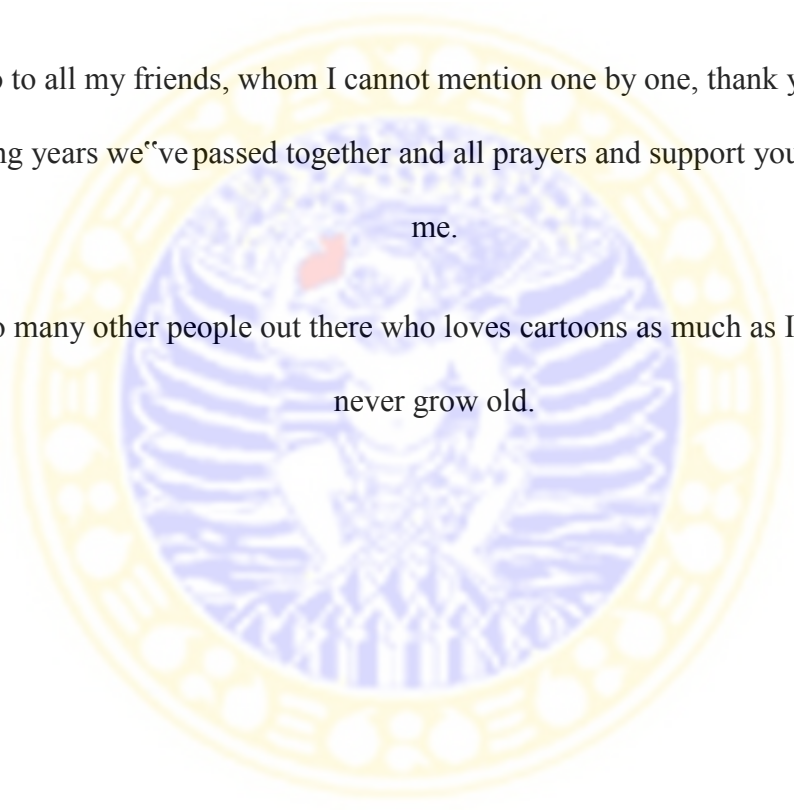 to all my friends, whom I cannot mention one by one, thank
years we‟ve passed together and all prayers and support you
me.
many other people out there who loves cartoons as much as I
never grow old.